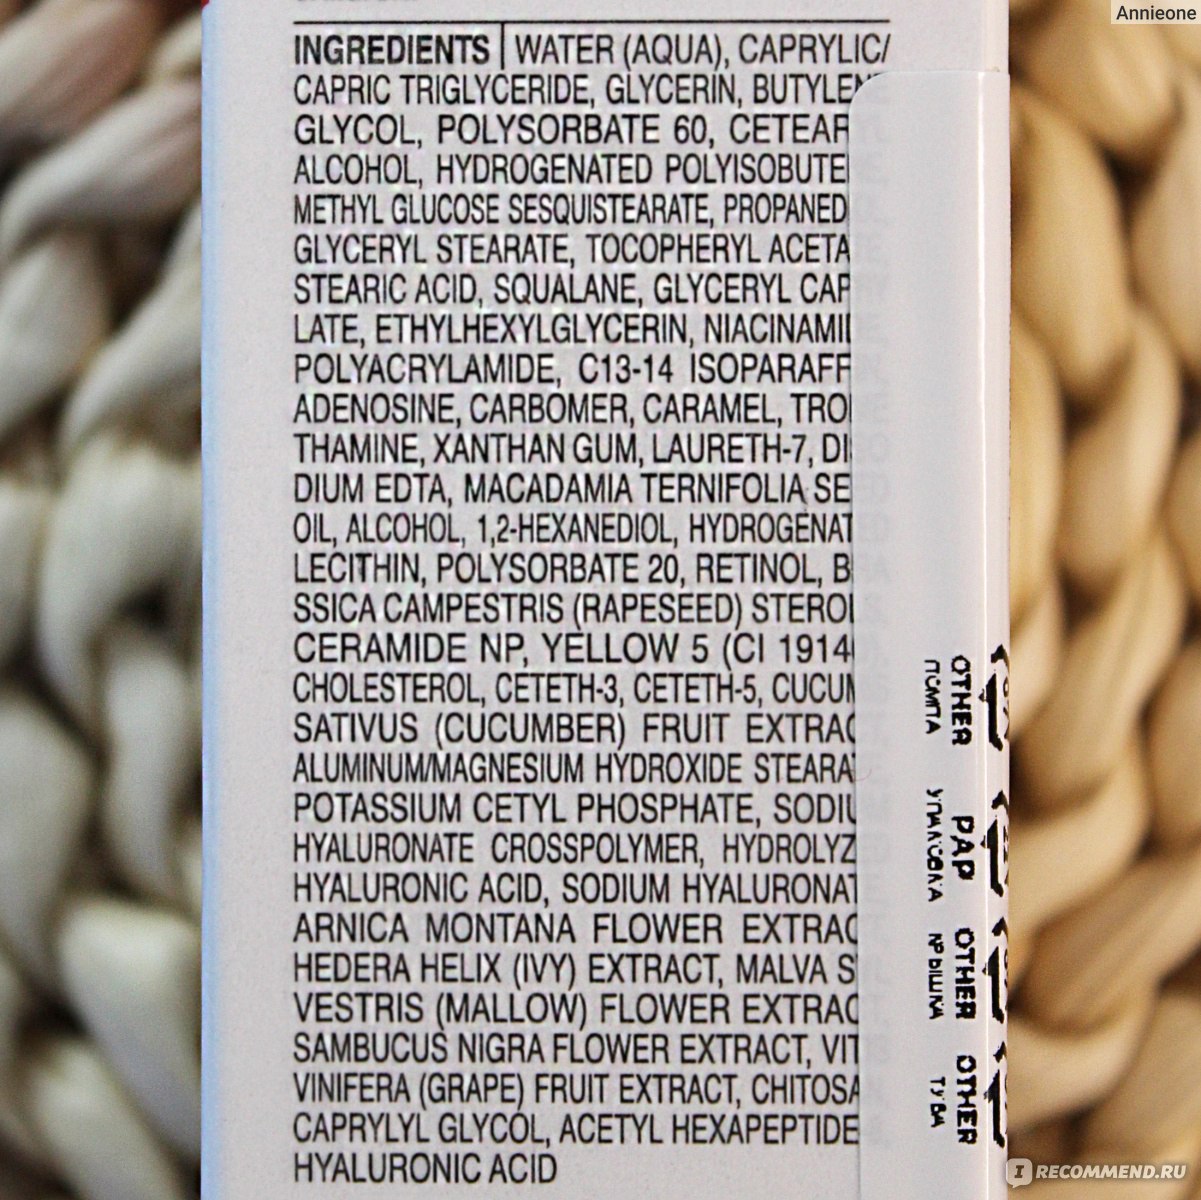 Annieone
INGREDIENTS | WATER (AQUA), CAPRYLIC/
CAPRIC TRIGLYCERIDE, GLYCERIN, BUTYLEN
GLYCOL, POLYSORBATE 60, CETEAR
ALCOHOL, HYDROGENATED POLYISOBUTE
METHYL GLUCOSE SESQUISTEARATE, PROPANED
GLYCERYL STEARATE, TOCOPHERYL ACETA
STEARIC ACID, SQUALANE, GLYCERYL CAP
LATE, ETHYLHEXYLGLYCERIN, NIACINAMI
POLYACRYLAMIDE, C13-14 ISOPARAFF
ADENOSINE, CARBOMER, CARAMEL, TRO
THAMINE, XANTHAN GUM, LAURETH-7, DI
DIUM EDTA, MACADAMIA TERNIFOLIA SE
OIL, ALCOHOL, 1,2-HEXANEDIOL, HYDROGENAT
LECITHIN, POLYSORBATE 20, RETINOL, B
SSICA CAMPESTRIS (RAPESEED) STERO
CERAMIDE NP, YELLOW 5 (CI 1914
CHOLESTEROL, CETETH-3, CETETH-5, CUCUM
SATIVUS (CUCUMBER) FRUIT EXTRAC
ALUMINUM/MAGNESIUM HYDROXIDE STEARA
POTASSIUM CETYL PHOSPHATE, SODIU
HYALURONATE CROSSPOLYMER, HYDROLYZ
HYALURONIC ACID, SODIUM HYALURONAT
ARNICA MONTANA FLOWER EXTRAC
HEDERA HELIX (IVY) EXTRACT, MALVA S
VESTRIS (MALLOW) FLOWER EXTRAC
SAMBUCUS NIGRA FLOWER EXTRACT, VIT
VINIFERA (GRAPE) FRUIT EXTRACT, CHITOSA
CAPRYLYL GLYCOL, ACETYL HEXAPEPTIDE
HYALURONIC ACID
OTHER PAP OTHER OTHER
ПОМПА УПАКОВКА КРЫШКА ТУБА
IRECOMMEND.RU